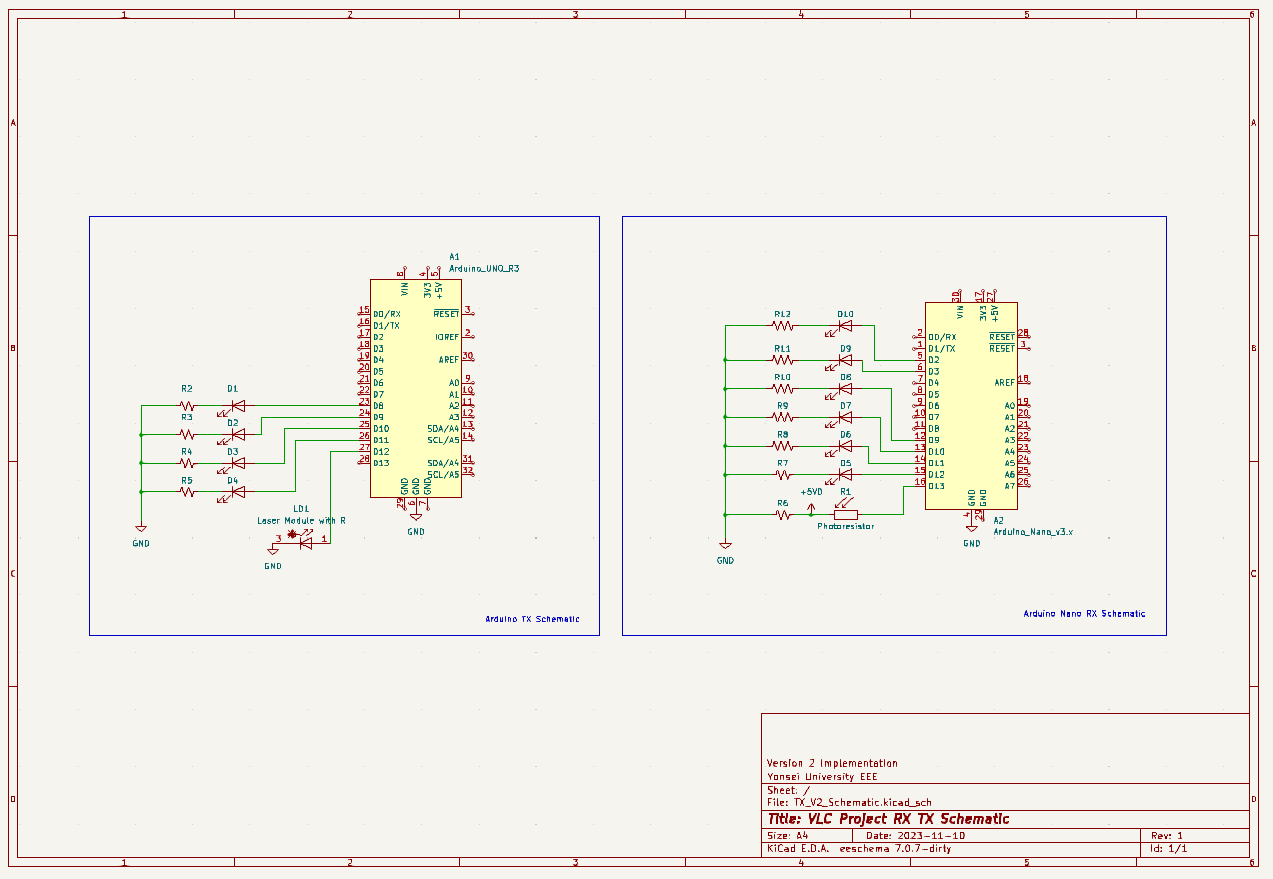 1 2 3 4 5 6
A A
B B
C C
D D
A1
Arduino_UNO_R3
8 VIN
4 3V3
5 +5V
15 D0/RX
16 D1/TX
17 D2
18 D3
19 D4
20 D5
21 D6
22 D7
23 D8
24 D9
25 D10
26 D11
27 D12
28 D13
RESET 3
IOREF 2
AREF 30
A0 9
A1 10
A2 11
A3 12
SDA/A4 13
SCL/A5 14
SDA/A4 31
SCL/A5 32
29 GND
6 GND
7 GND
GND
R2 D1
R3 D2
R4 D3
R5 D4
GND
LD1
Laser Module with R
3 1
GND
Arduino TX Schematic
30 VIN
17 3V3
27 +5V
2 D0/RX
1 D1/TX
5 D2
6 D3
7 D4
8 D5
9 D6
10 D7
11 D8
12 D9
13 D10
14 D11
15 D12
16 D13
RESET 28
RESET 3
AREF 18
A0 19
A1 20
A2 21
A3 22
A4 23
A5 24
A6 25
A7 26
4 GND
29 GND
A2
Arduino_Nano_v3.x
GND
R12 D10
R11 D9
R10 D8
R9 D7
R8 D6
R7 D5
R6 +5VD R1
Photoresistor
GND
Arduino Nano RX Schematic
Version 2 Implementation
Yonsei University EEE
Sheet: /
File: TX_V2_Schematic.kicad_sch
Title: VLC Project RX TX Schematic
Size: A4 Date: 2023-11-10 Rev: 1
KiCad E.D.A. eeschema 7.0.7-dirty Id: 1/1
1 2 3 4 5 6